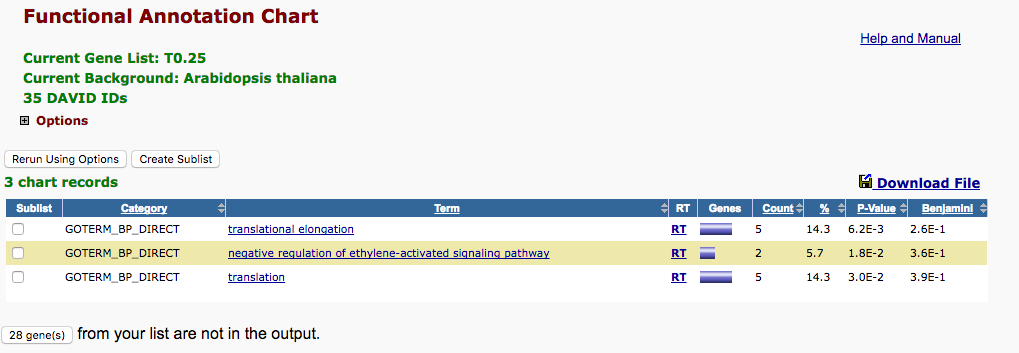 Functional Annotation Chart
Help and Manual
Current Gene List: T0.25
Current Background: Arabidopsis thaliana
35 DAVID IDs
Options
Rerun Using Options Create Sublist
3 chart records
Download File
Sublist Category Term RT Genes Count % P-Value Benjamini
GOTERM_BP_DIRECT translational elongation RT 5 14.3 6.2E-3 2.6E-1
GOTERM_BP_DIRECT negative regulation of ethylene-activated signaling pathway RT 2 5.7 1.8E-2 3.6E-1
GOTERM_BP_DIRECT translation RT 5 14.3 3.0E-2 3.9E-1
28 gene(s) from your list are not in the output.